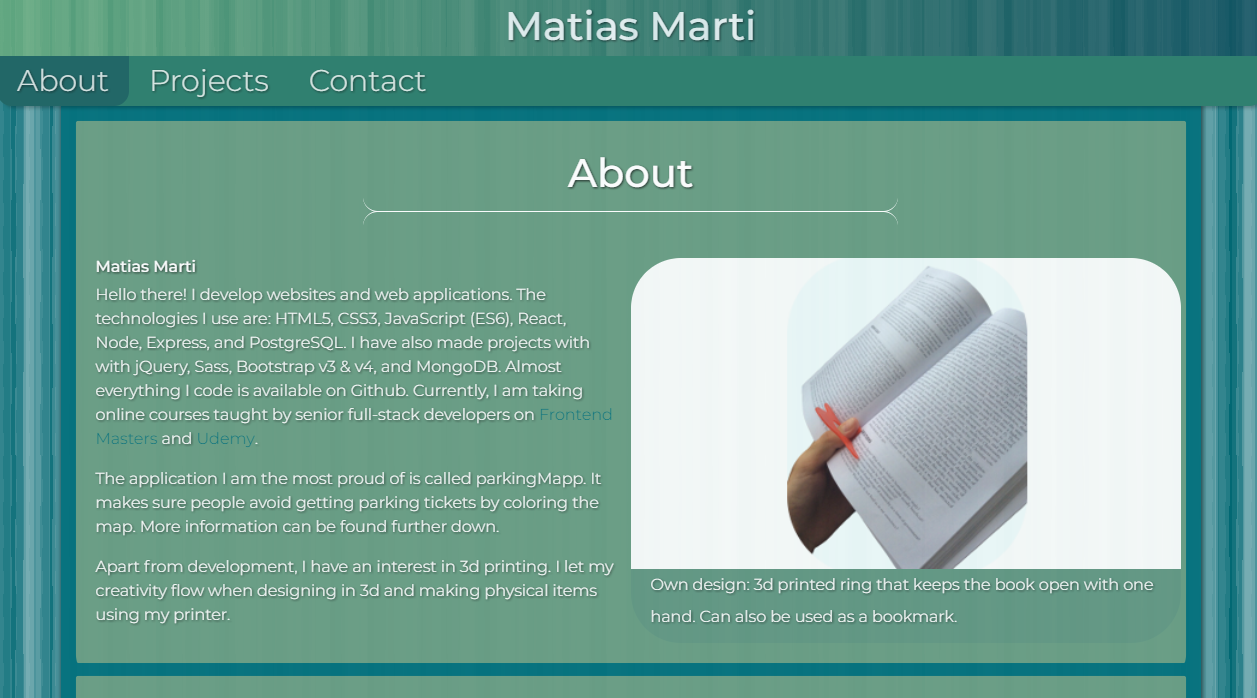 Matias Marti
About Projects Contact
About
Matias Marti
Hello there! I develop websites and web applications. The
technologies I use are: HTML5, CSS3, JavaScript (ES6), React,
Node, Express, and PostgreSQL. I have also made projects with
with jQuery, Sass, Bootstrap v3 & v4, and MongoDB. Almost
everything I code is available on Github. Currently, I am taking
online courses taught by senior full-stack developers on Frontend
Masters and Udemy.
The application I am the most proud of is called parkingMapp. It
makes sure people avoid getting parking tickets by coloring the
map. More information can be found further down.
Apart from development, I have an interest in 3d printing. I let my
creativity flow when designing in 3d and making physical items
using my printer.
Own design: 3d printed ring that keeps the book open with one
hand. Can also be used as a bookmark.